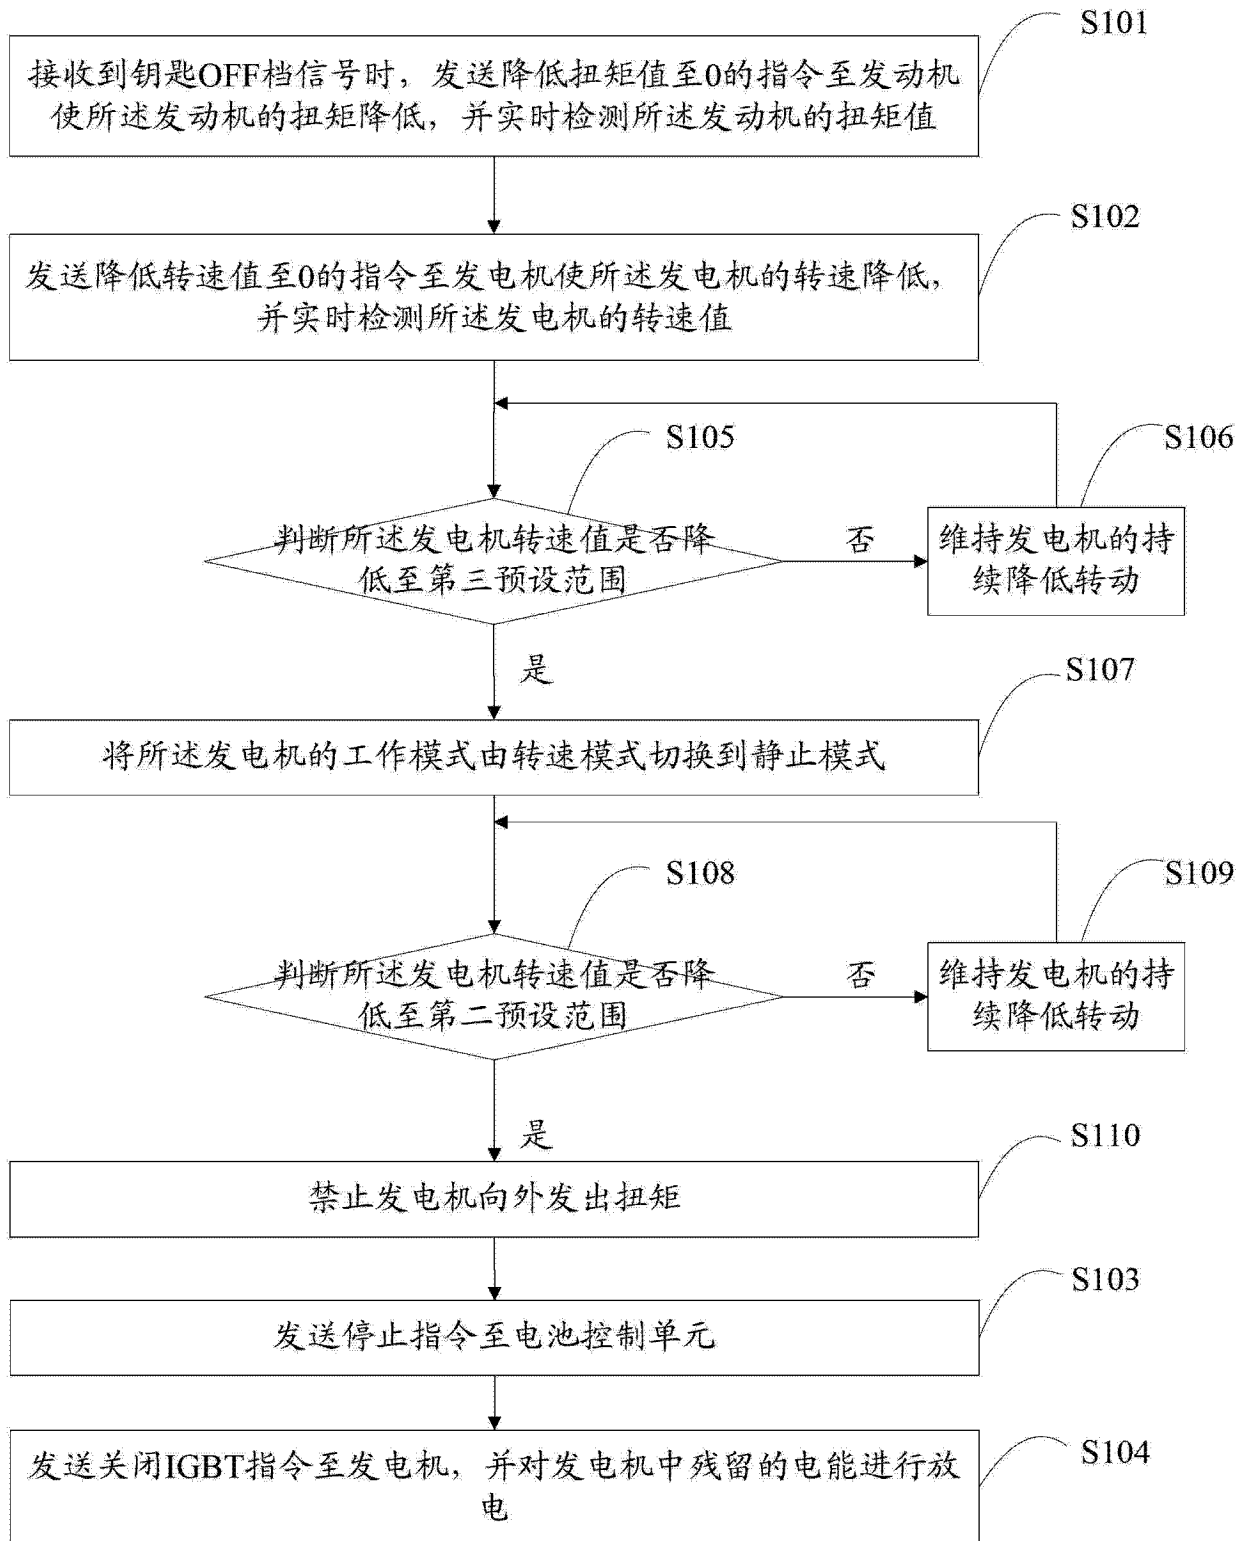 S101
接收到钥匙OFF档信号时，发送降低扭矩值至0的指令至发动机
使所述发动机的扭矩降低，并实时检测所述发动机的扭矩值
S102
发送降低转速值至0的指令至发电机使所述发电机的转速降低，
并实时检测所述发电机的转速值
S105
S106
判断所述发电机转速值是否降
低至第三预设范围
否
维持发电机的持
续降低转动
是
S107
将所述发电机的工作模式由转速模式切换到静止模式
S108
S109
判断所述发电机转速值是否降
低至第二预设范围
否
维持发电机的持
续降低转动
是
S110
禁止发电机向外发出扭矩
S103
发送停止指令至电池控制单元
S104
发送关闭IGBT指令至发电机，并对发电机中残留的电能进行放
电